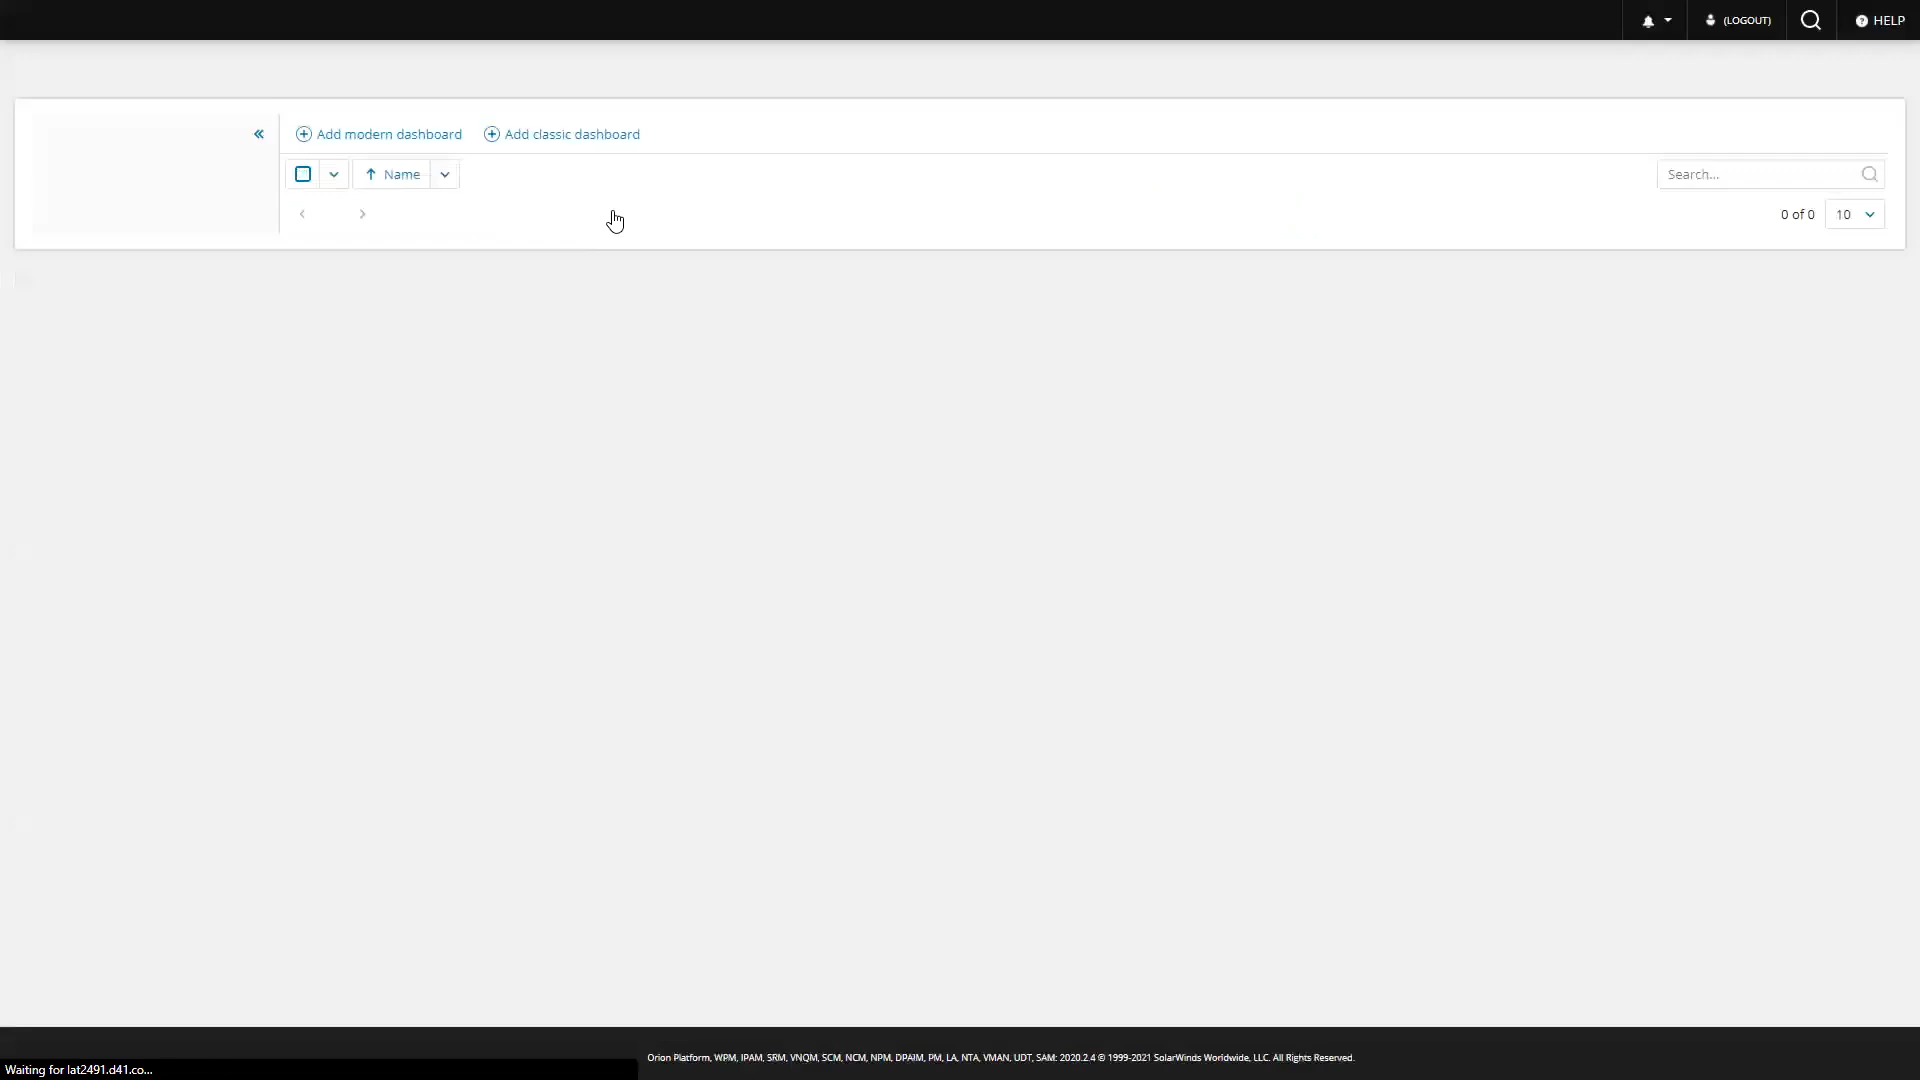 (LOGOUT)
HELP
Add modern dashboard
Add classic dashboard
Name
Search...
0 of 0
10
Orion Platform, WPM, IPAM, SRM, VNQM, SCM, NCM, NPM, DPAIM, PM, LA, NTA, VMAN, UDT, SAM: 2020.2.4 © 1999-2021 SolarWinds Worldwide, LLC. All Rights Reserved.
Waiting for lat2491.d41.co...